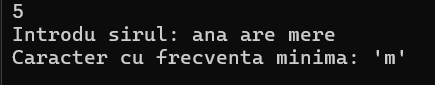 5
Introdu sirul: ana are mere
Caracter cu frecventa minima: 'm'